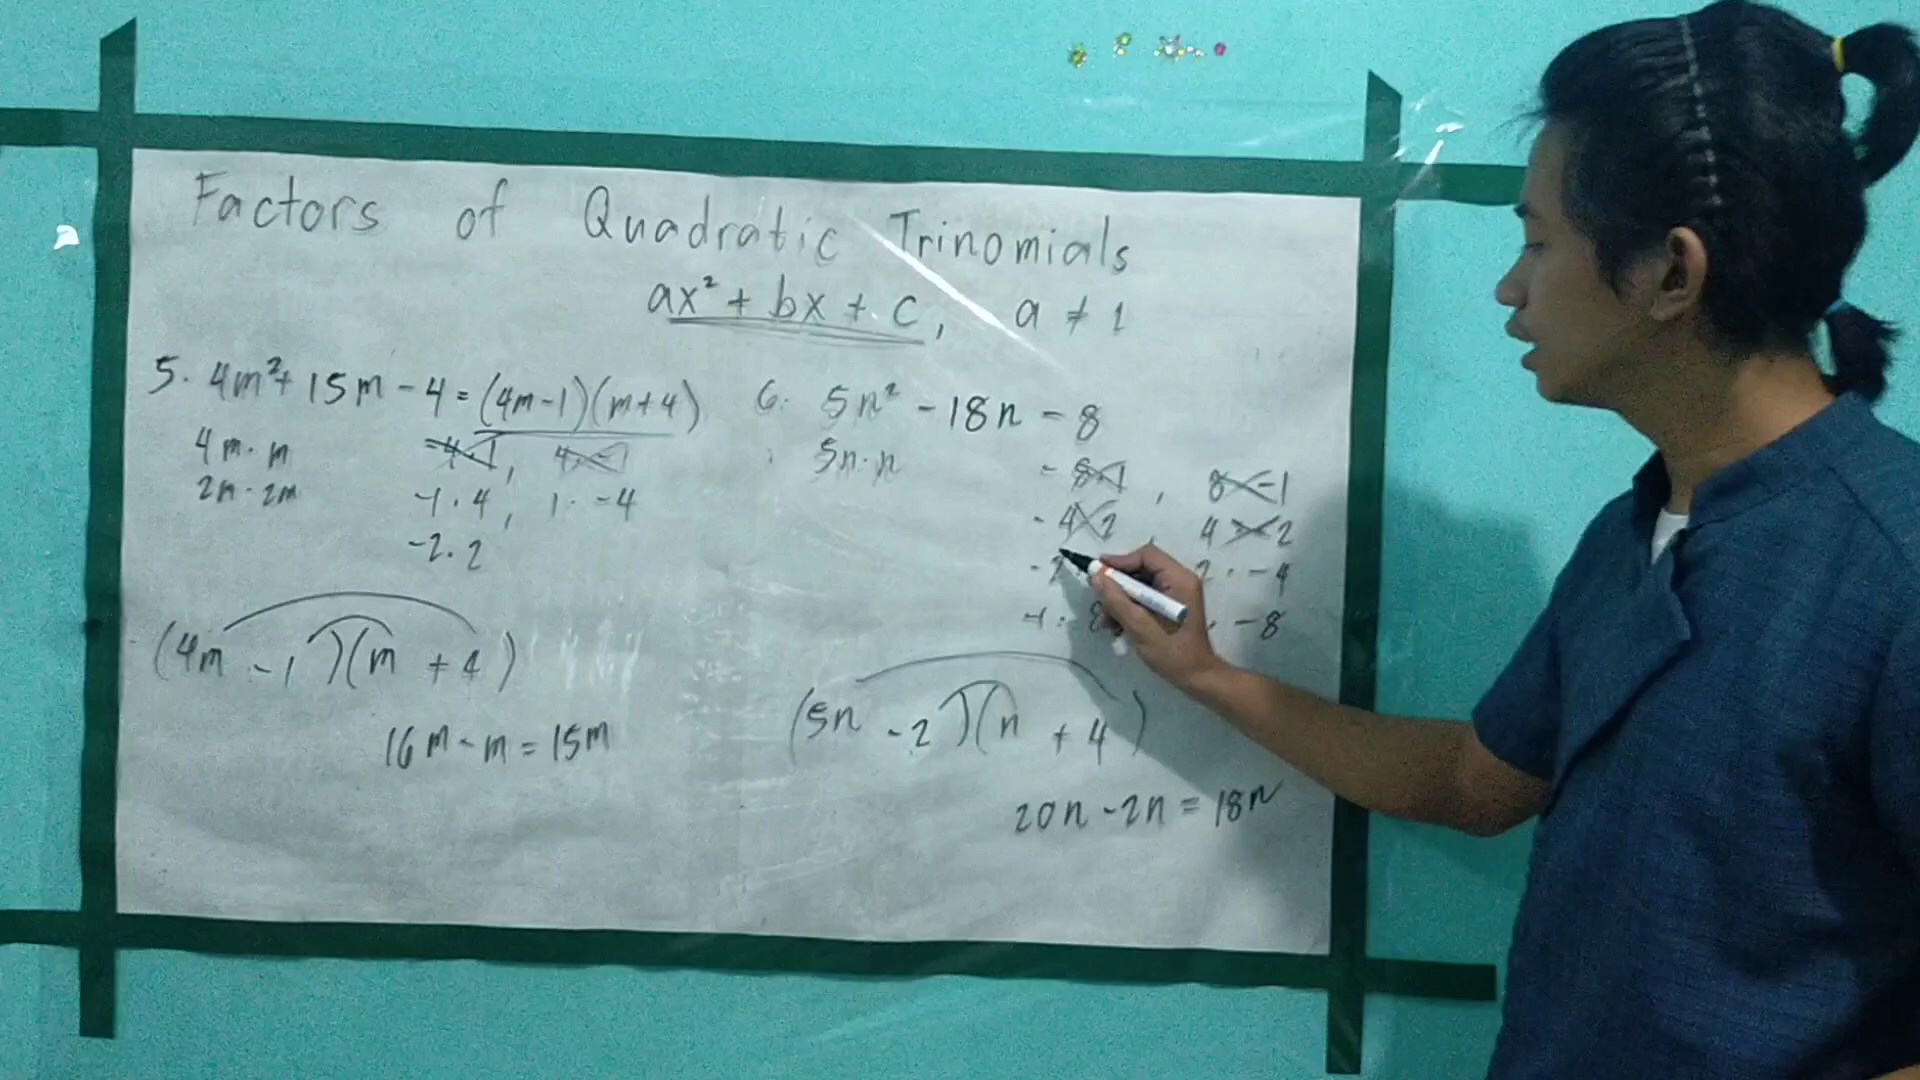 Factors of Quadratic Trinomials
ax² + bx + c, a ≠ 1
5. 4m² + 15m - 4 = (4m-1)(m+4)
4m · m -4·1, 4·-1
2m · 2m -1 · 4, 1 · -4
-2 · 2
(4m - 1)(m + 4)
16m - m = 15m
6. 5n² - 18n - 8
5n · n -8·1, 8·-1
-4·2, 4·-2
-2 2 · -4
-1 · 8, · -8
(5n - 2)(n + 4)
20n - 2n = 18n